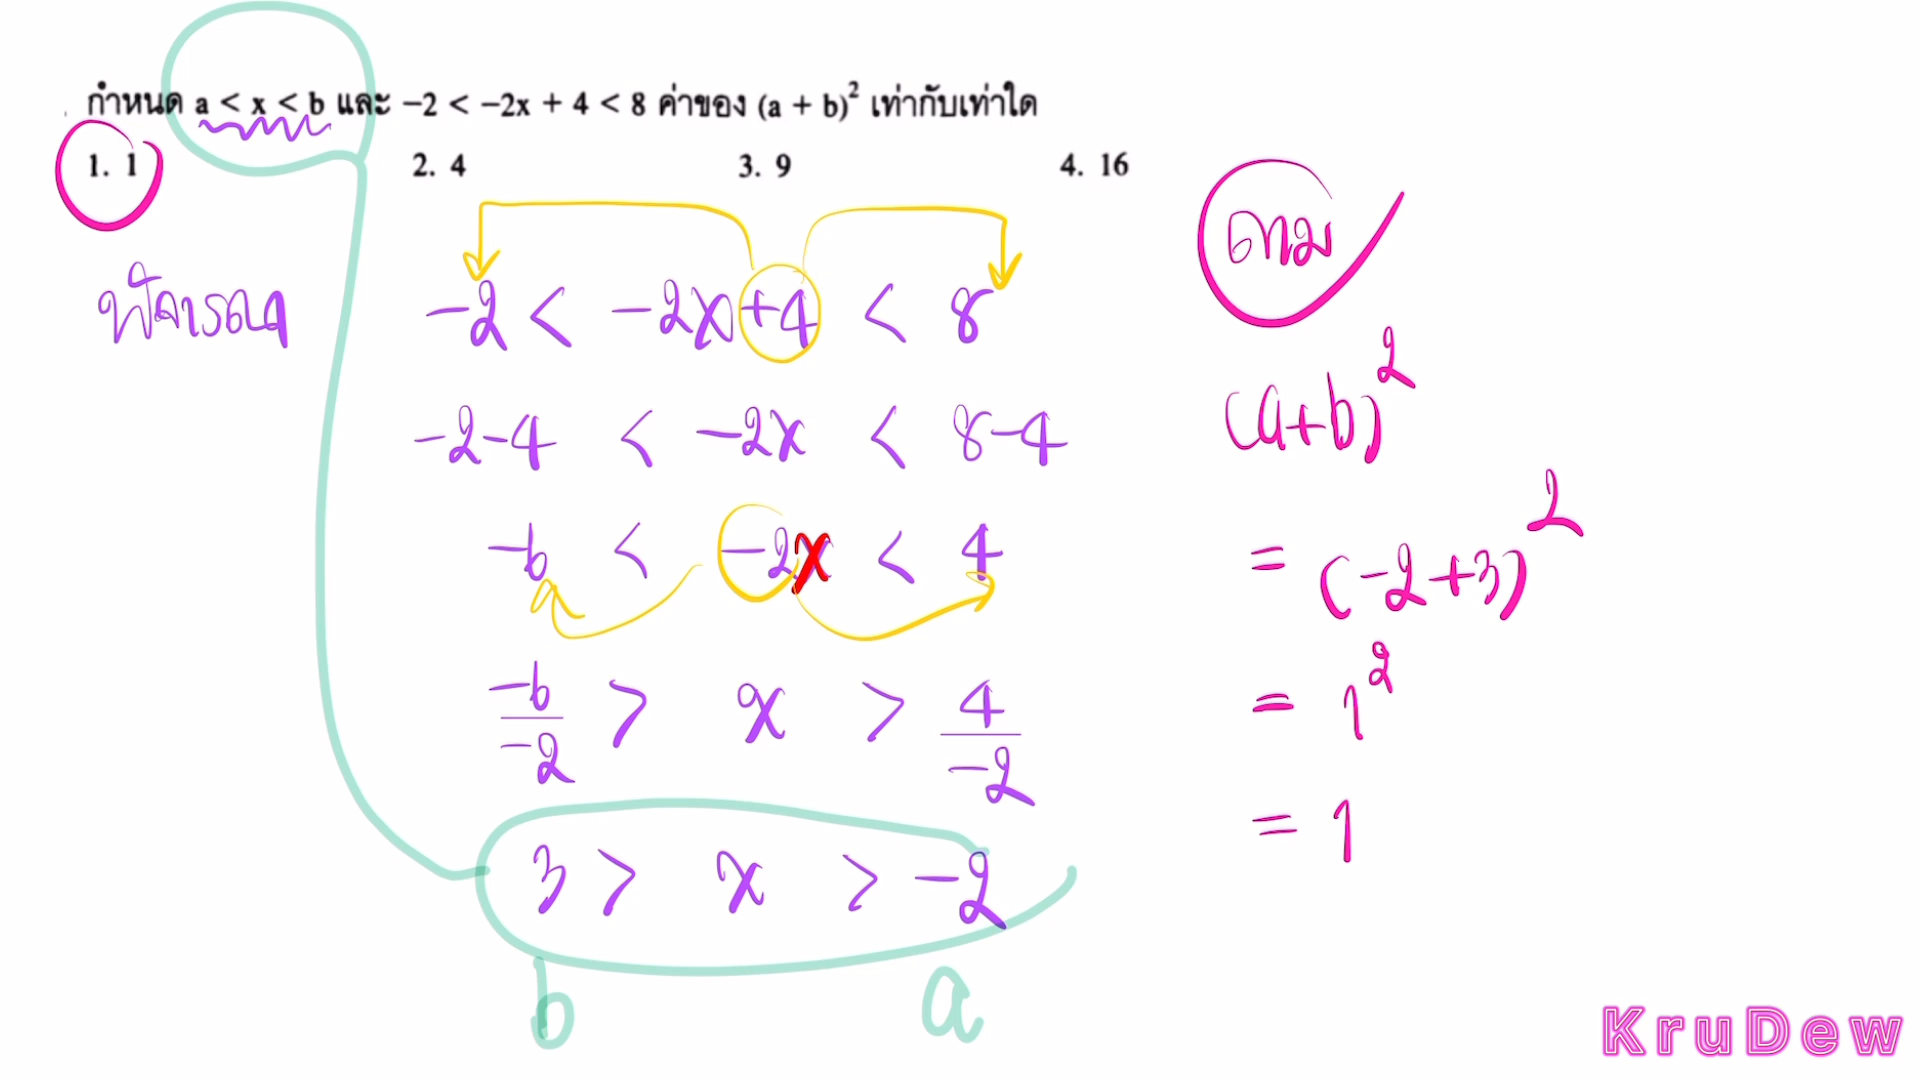 กำหนด a < x < b และ −2 < −2x + 4 < 8 ค่าของ (a + b)² เท่ากับเท่าใด
1. 1 2. 4 3. 9 4. 16
พิจารณา
−2 < −2x +4 < 8
−2−4 < −2x < 8−4
−6 < −2x < 4
−6/−2 > x > 4/−2
3 > x > −2
b a
ถาม
(a+b)²
= (−2+3)²
= 1²
= 1
KruDew